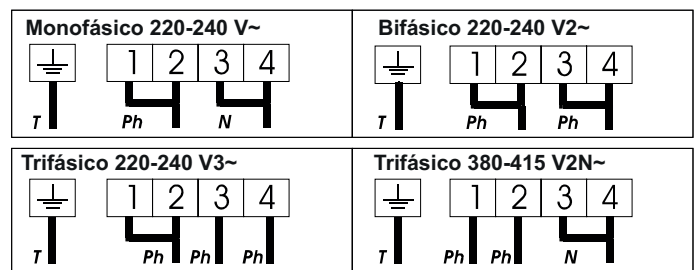 Monofásico 220-240 V~
1 2 3 4
T Ph N
Bifásico 220-240 V2~
1 2 3 4
T Ph Ph
Trifásico 220-240 V3~
1 2 3 4
T Ph Ph Ph
Trifásico 380-415 V2N~
1 2 3 4
T Ph Ph N